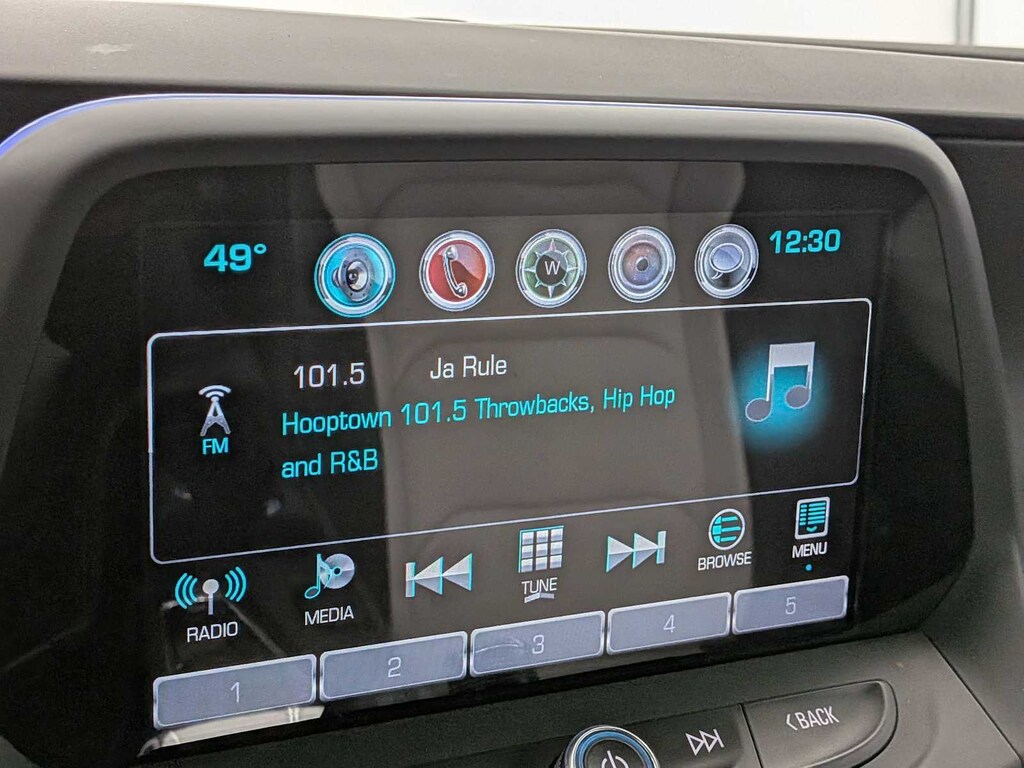 49°
W
12:30
101.5 Ja Rule
FM
Hooptown 101.5 Throwbacks, Hip Hop
and R&B
RADIO
MEDIA
TUNE
BROWSE
MENU
1 2 3 4 5
<BACK